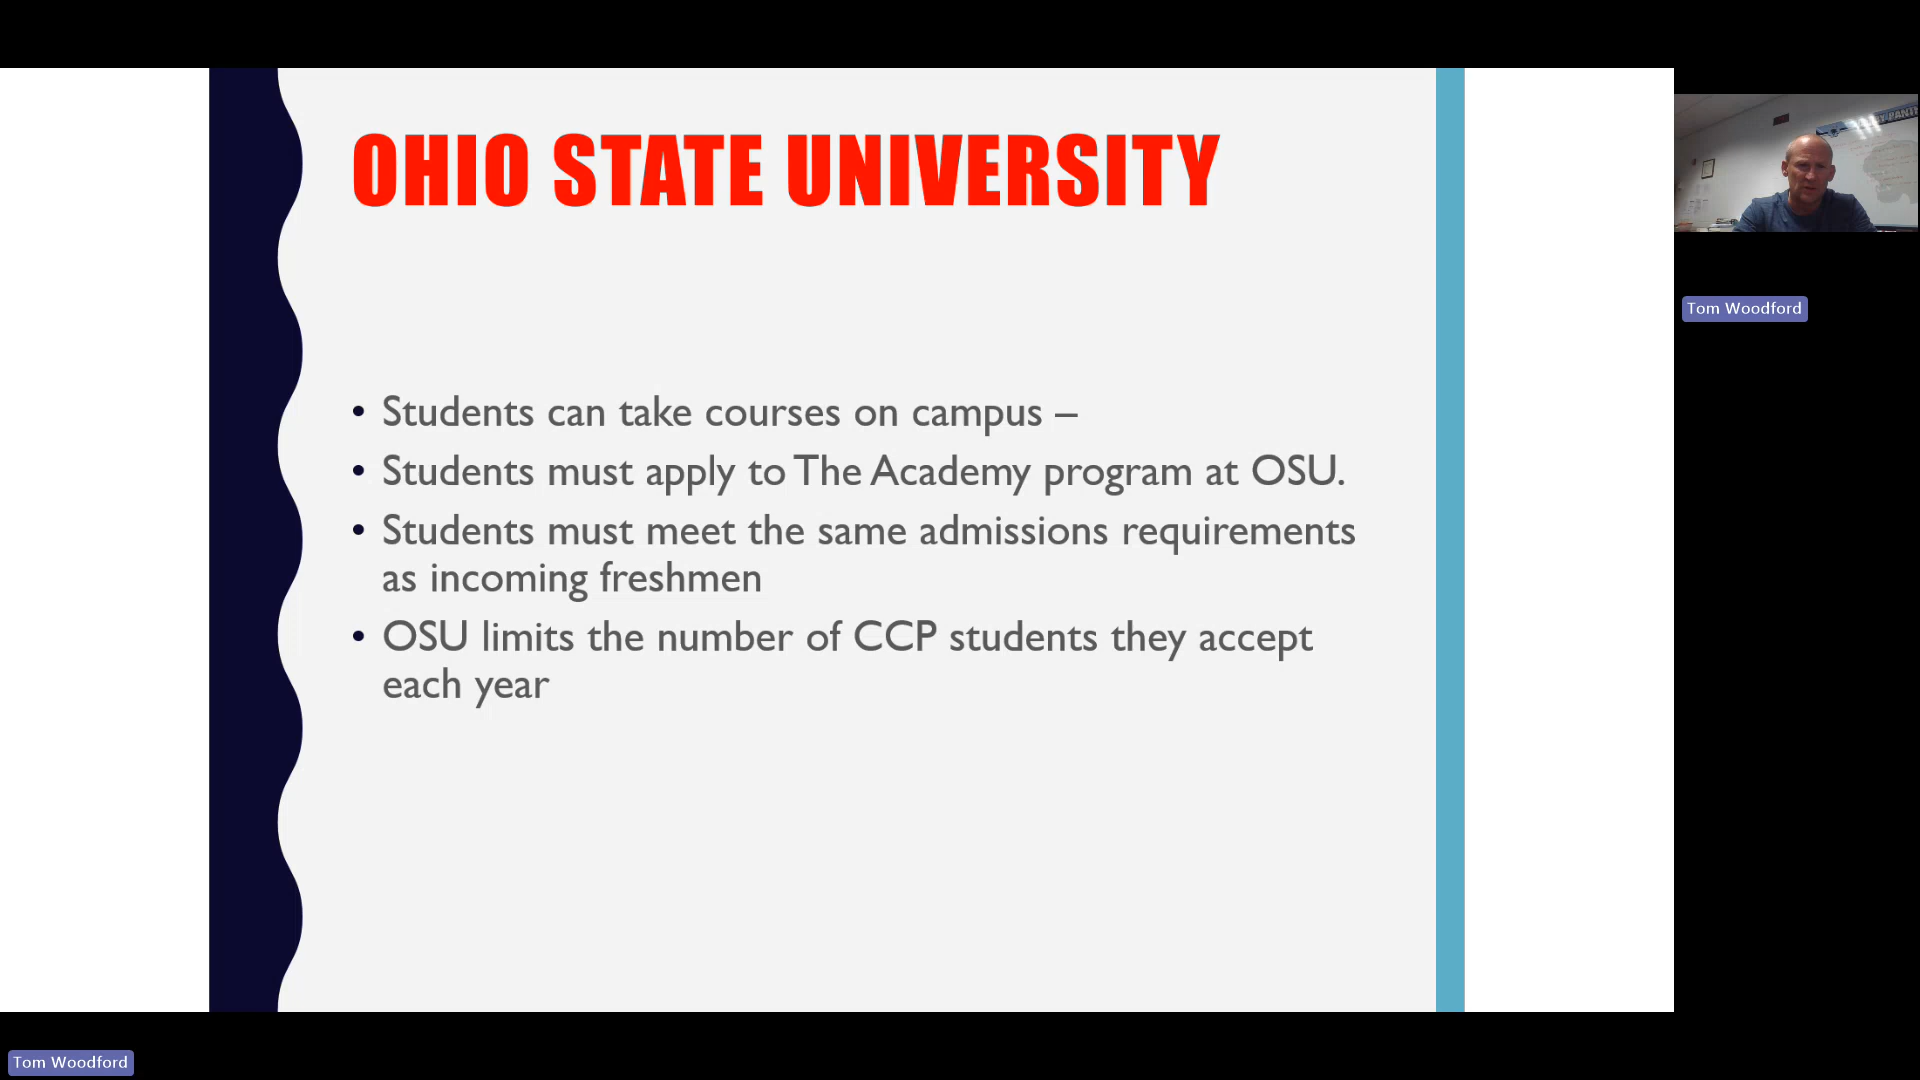 OHIO STATE UNIVERSITY
• Students can take courses on campus –
• Students must apply to The Academy program at OSU.
• Students must meet the same admissions requirements
as incoming freshmen
• OSU limits the number of CCP students they accept
each year
Tom Woodford
Tom Woodford